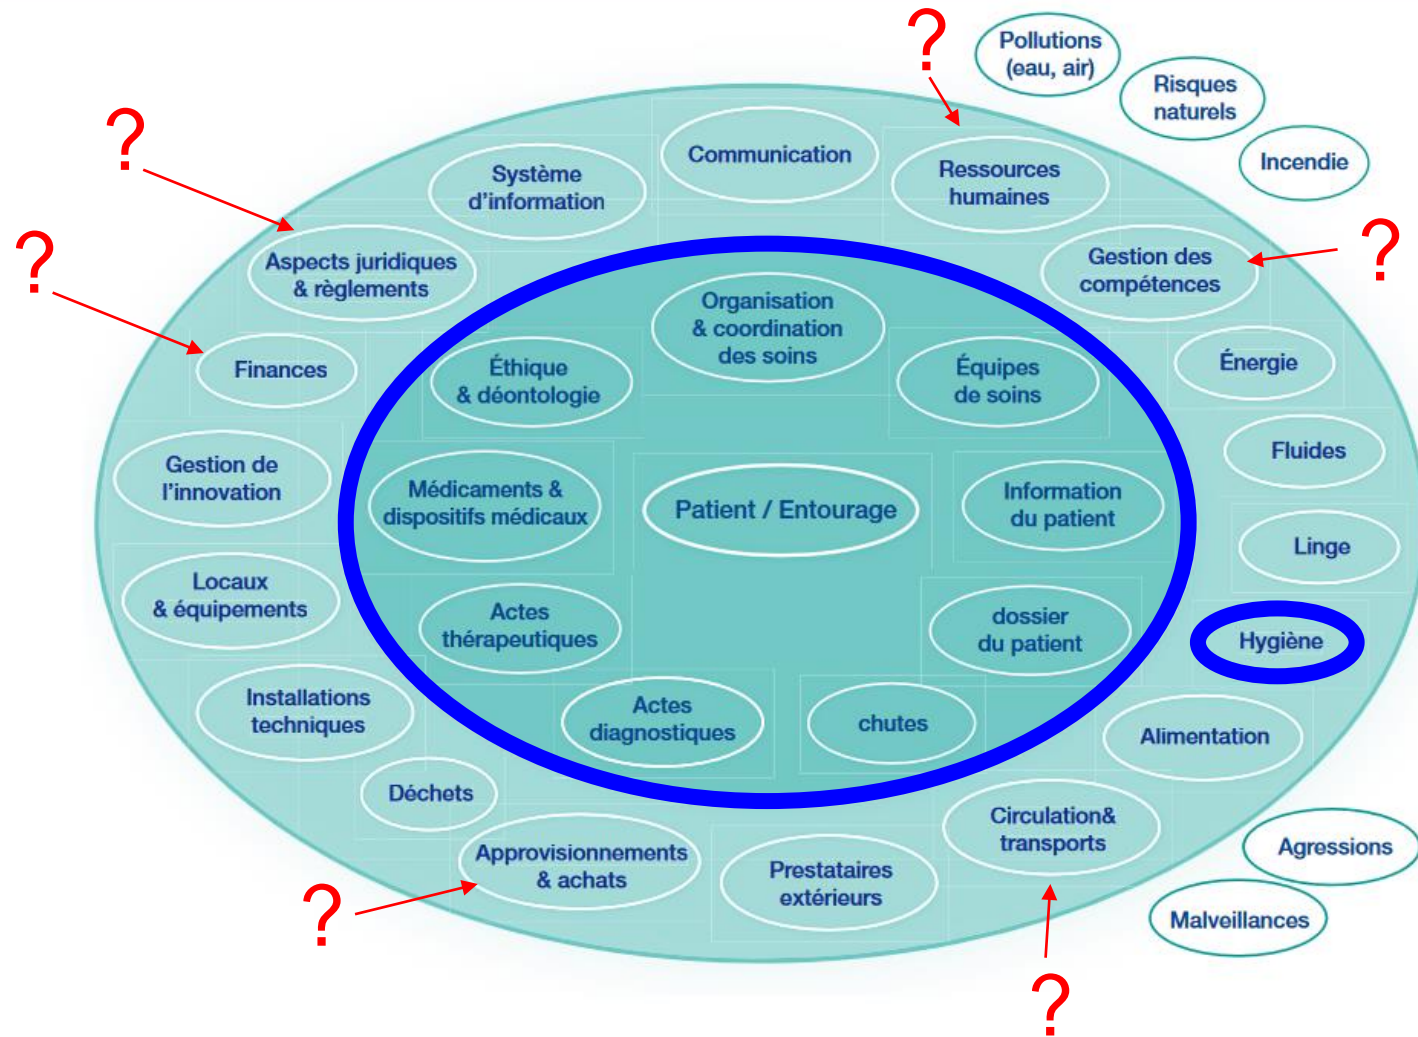 ?
Pollutions
(eau, air)
Risques
naturels
Incendie
?
Communication
Ressources
humaines
Système
d'information
?
Aspects juridiques
& règlements
Gestion des
compétences
?
?
Finances
Énergie
Organisation
& coordination
des soins
Éthique
& déontologie
Équipes
de soins
Gestion de
l'innovation
Fluides
Médicaments &
dispositifs médicaux
Patient / Entourage
Information
du patient
Linge
Locaux
& équipements
Actes
thérapeutiques
dossier
du patient
Hygiène
Installations
techniques
Actes
diagnostiques
chutes
Alimentation
Déchets
Circulation&
transports
Approvisionnements
& achats
Prestataires
extérieurs
Agressions
Malveillances
?
?